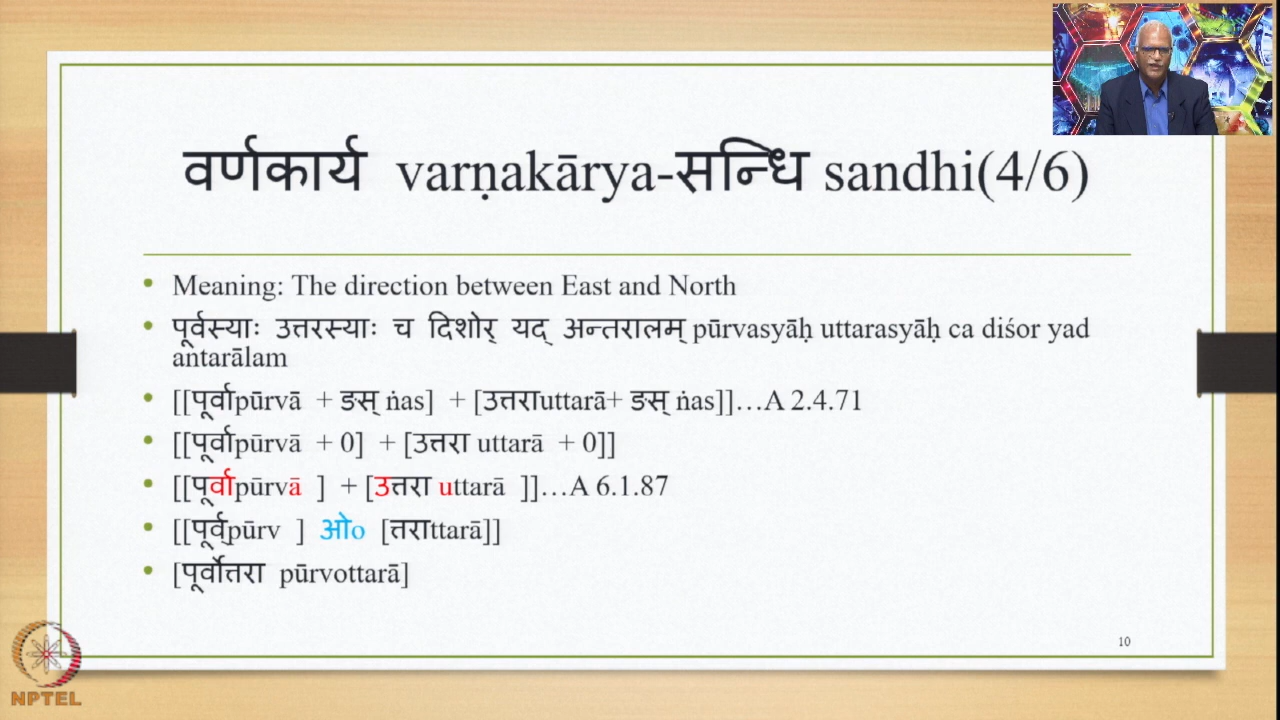 वर्णकार्य varṇakārya-सन्धि sandhi(4/6)
• Meaning: The direction between East and North
• पूर्वस्याः उत्तरस्याः च दिशोर् यद् अन्तरालम् pūrvasyāḥ uttarasyāḥ ca diśor yad
antarālam
• [[पूर्वाpūrvā + ङस् ṅas] + [उत्तराuttarā+ ङस् ṅas]]…A 2.4.71
• [[पूर्वाpūrvā + 0] + [उत्तरा uttarā + 0]]
• [[पूर्वाpūrvā ] + [उत्तरा uttarā ]]…A 6.1.87
• [[पूर्व्pūrv ] ओo [त्तराttarā]]
• [पूर्वोत्तरा pūrvottarā]
10
NPTEL